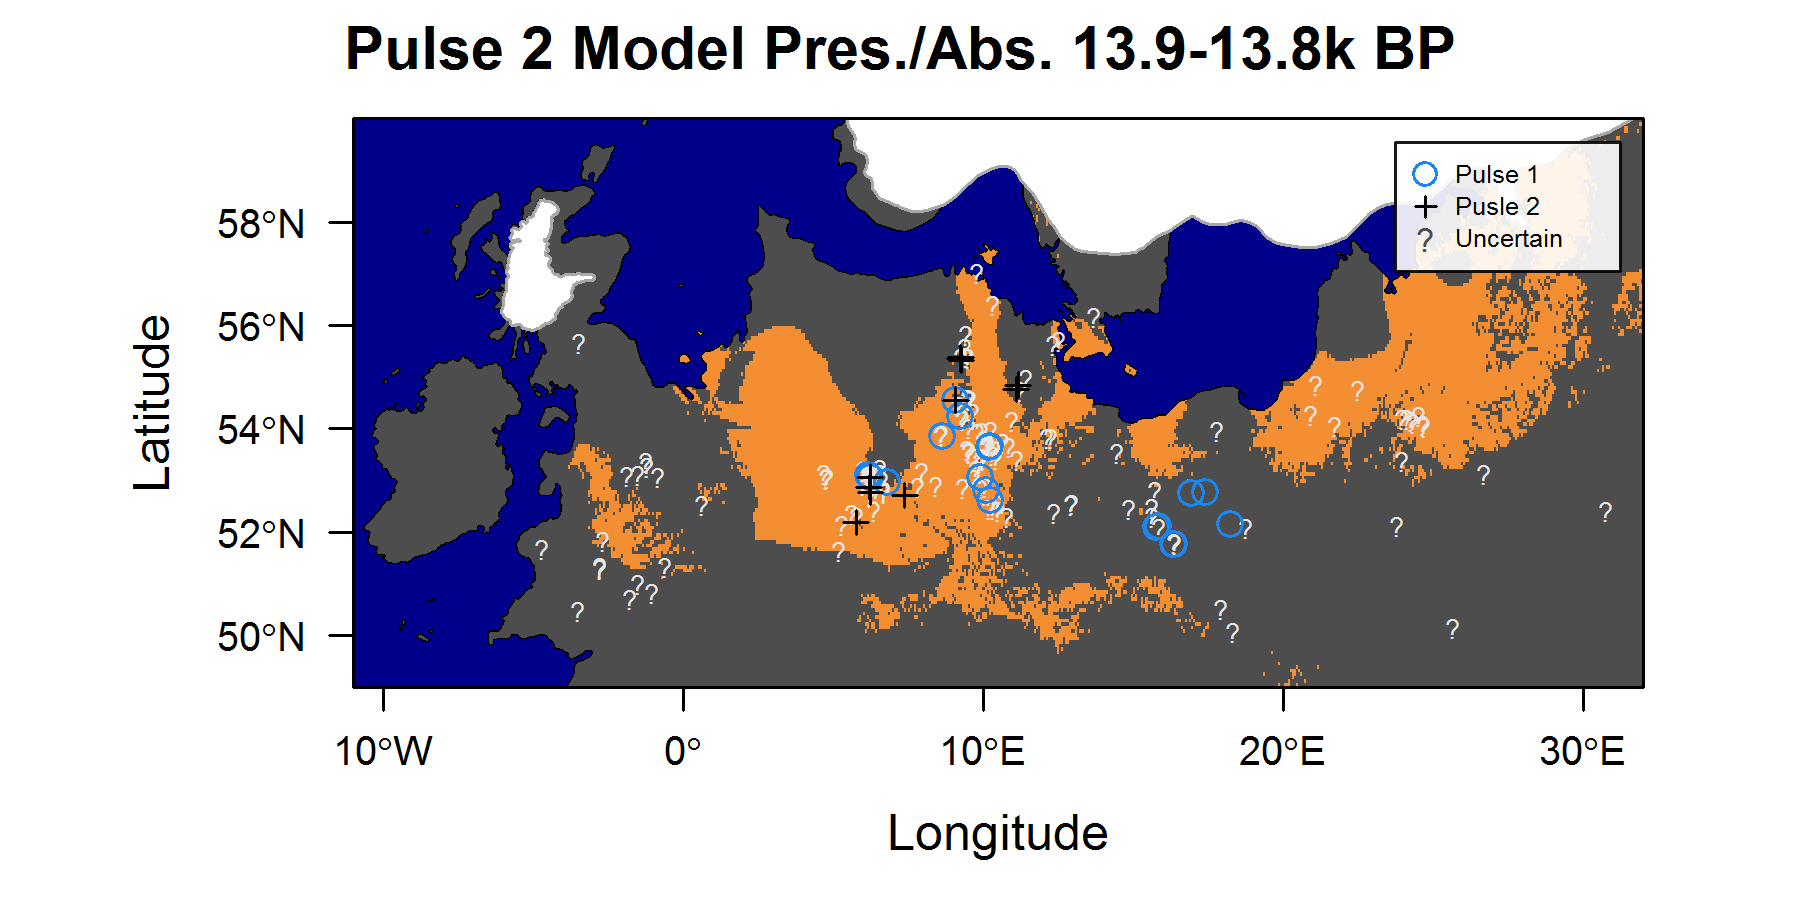 Pulse 2 Model Pres./Abs. 13.9-13.8k BP
Pulse 1
Pusle 2
? Uncertain
58°N
56°N
54°N
52°N
50°N
Latitude
10°W
0°
10°E
20°E
30°E
Longitude